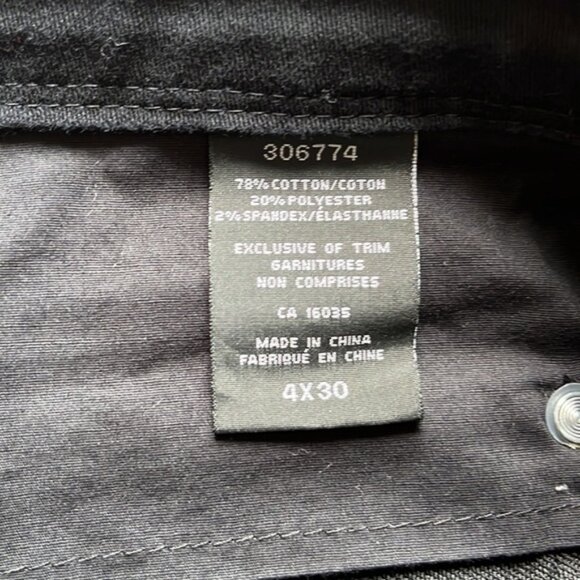 306774
78% COTTON/COTON
20% POLYESTER
2% SPANDEX/ÉLASTHANNE
EXCLUSIVE OF TRIM
GARNITURES
NON COMPRISES
CA 16035
MADE IN CHINA
FABRIQUÉ EN CHINE
4X30